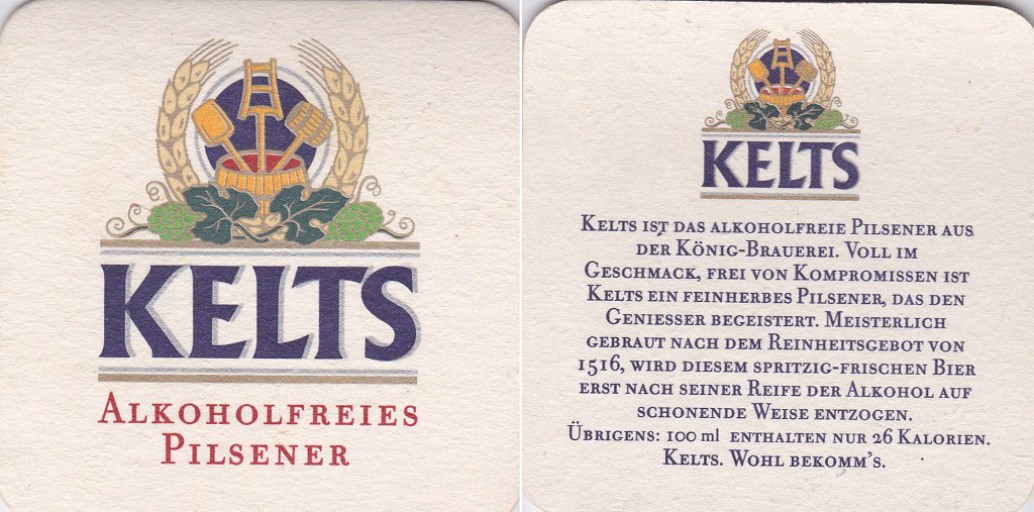 KELTS
ALKOHOLFREIES
PILSENER
KELTS
KELTS IST DAS ALKOHOLFREIE PILSENER AUS
DER KÖNIG-BRAUEREI. VOLL IM
GESCHMACK, FREI VON KOMPROMISSEN IST
KELTS EIN FEINHERBES PILSENER, DAS DEN
GENIESSER BEGEISTERT. MEISTERLICH
GEBRAUT NACH DEM REINHEITSGEBOT VON
1516, WIRD DIESEM SPRITZIG-FRISCHEN BIER
ERST NACH SEINER REIFE DER ALKOHOL AUF
SCHONENDE WEISE ENTZOGEN.
ÜBRIGENS: 100 ml ENTHALTEN NUR 26 KALORIEN.
KELTS. WOHL BEKOMM'S.